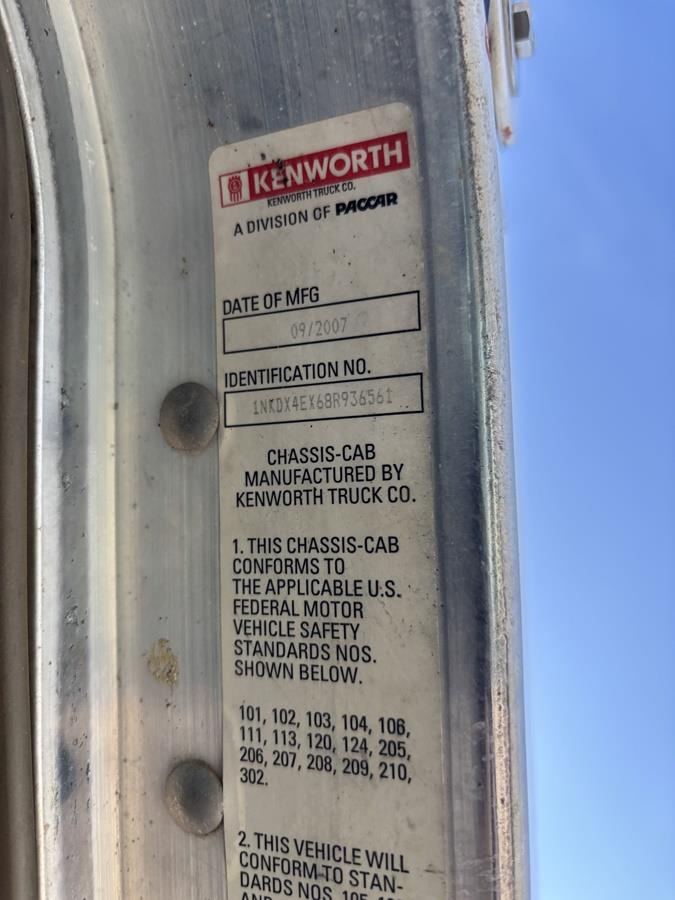 KENWORTH
KENWORTH TRUCK CO.
A DIVISION OF PACCAR
DATE OF MFG
09/2007
IDENTIFICATION NO.
1NKDX4EX68R936561
CHASSIS-CAB
MANUFACTURED BY
KENWORTH TRUCK CO.
1. THIS CHASSIS-CAB
CONFORMS TO
THE APPLICABLE U.S.
FEDERAL MOTOR
VEHICLE SAFETY
STANDARDS NOS.
SHOWN BELOW.
101, 102, 103, 104, 106,
111, 113, 120, 124, 205,
206, 207, 208, 209, 210,
302.
2. THIS VEHICLE WILL
CONFORM TO STAN-
DARDS NOS. 105,